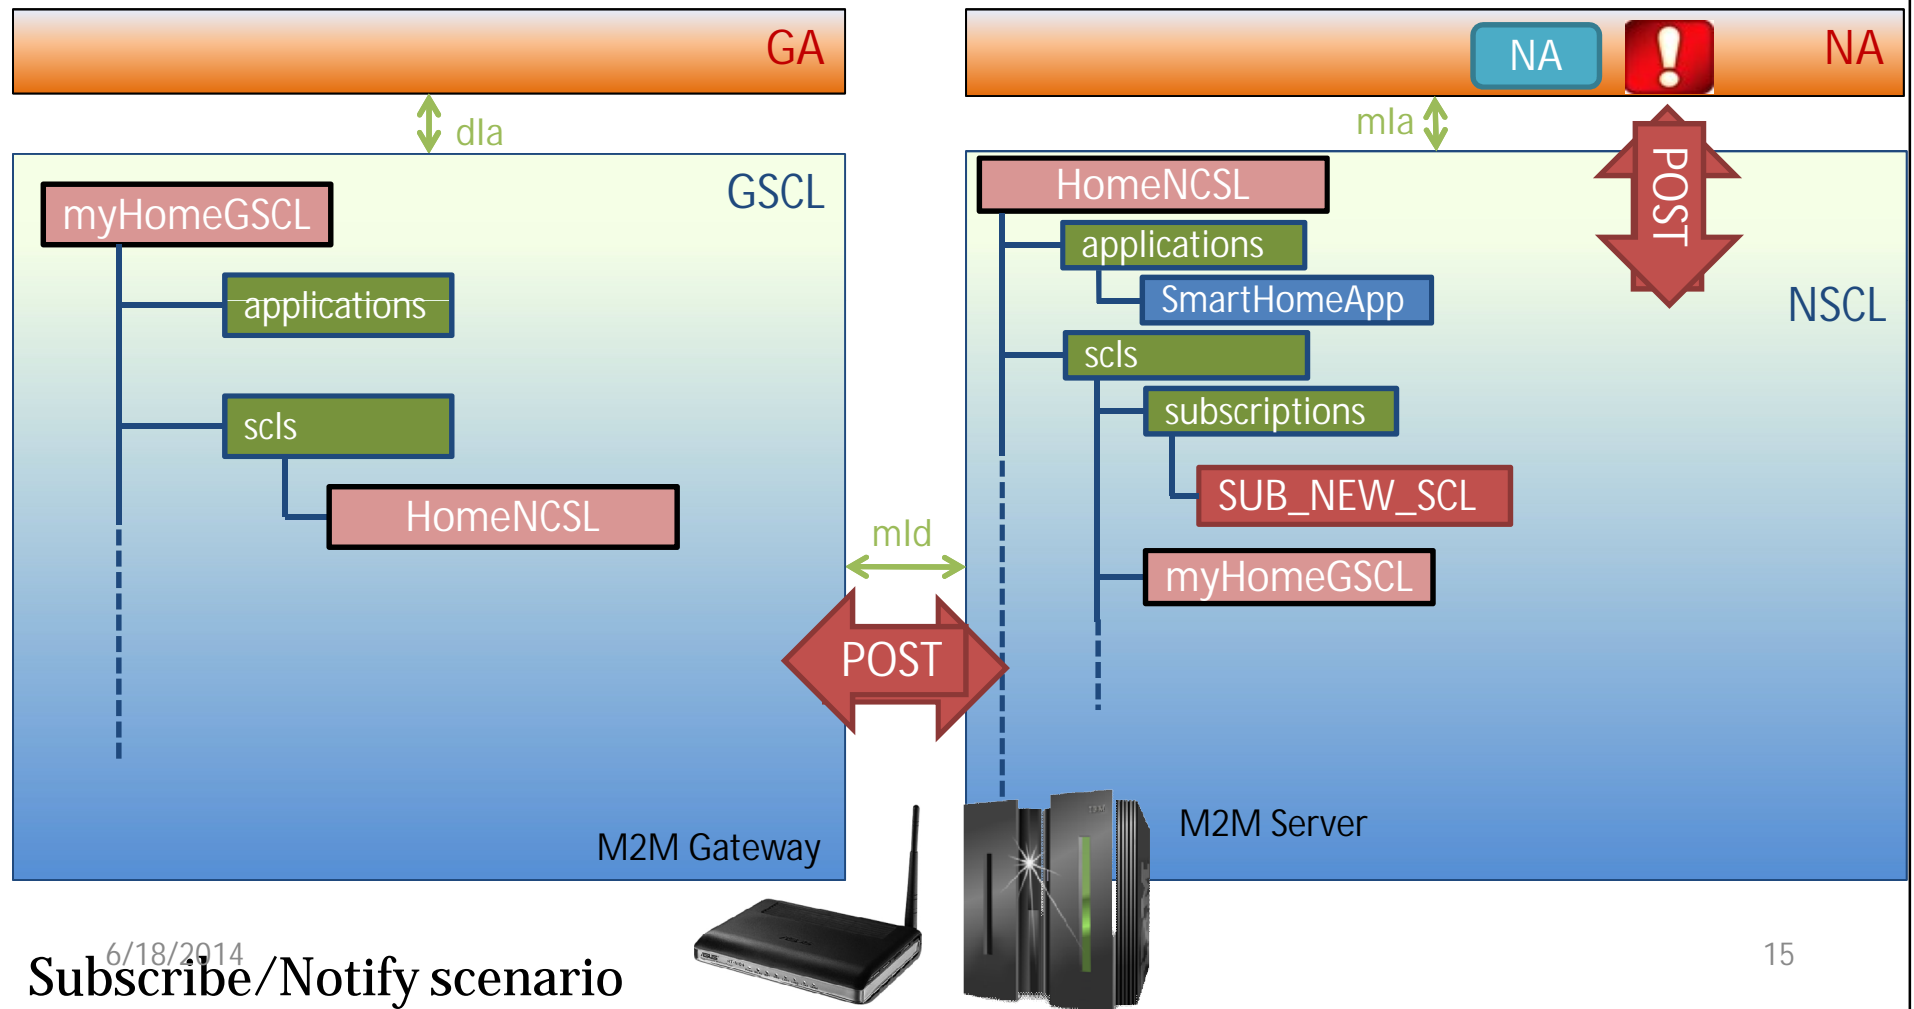 GA
NA
NA
dIa
mIa
POST
GSCL
myHomeGSCL
applications
scls
HomeNCSL
HomeNCSL
applications
SmartHomeApp
NSCL
scls
subscriptions
SUB_NEW_SCL
myHomeGSCL
mId
POST
M2M Gateway
M2M Server
6/18/2014
15
Subscribe/Notify scenario